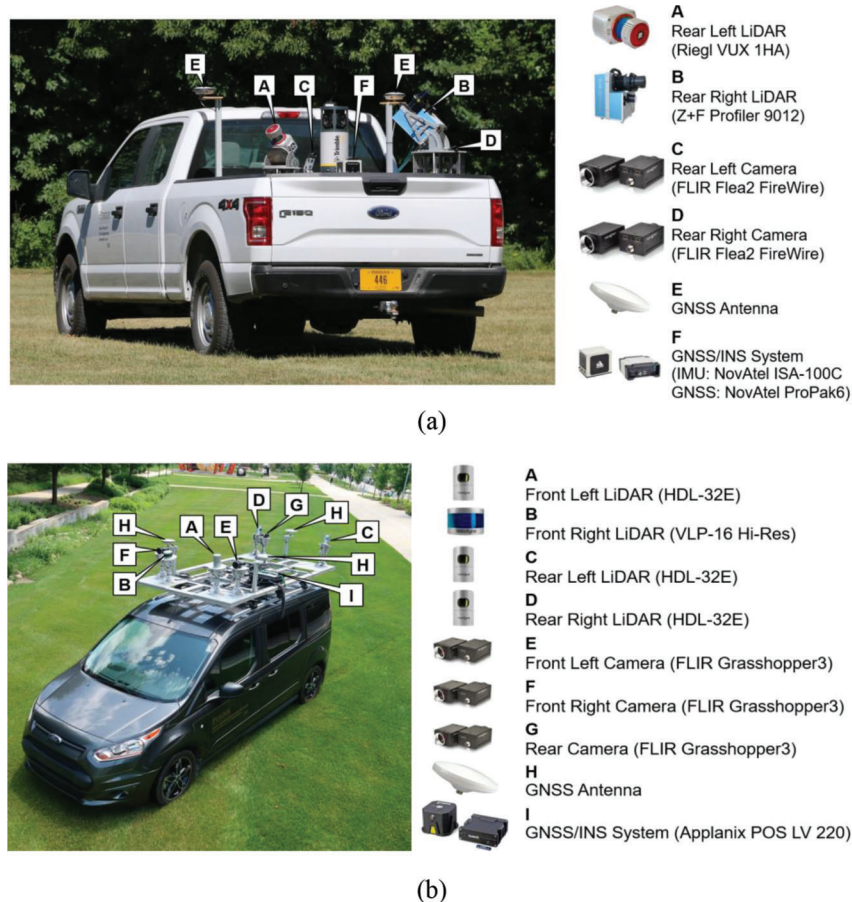 E
E
A
C
F
B
D
Trimble
4x4
F-150
Ford
446
A
Rear Left LiDAR
(Riegl VUX 1HA)
B
Rear Right LiDAR
(Z+F Profiler 9012)
C
Rear Left Camera
(FLIR Flea2 FireWire)
D
Rear Right Camera
(FLIR Flea2 FireWire)
E
GNSS Antenna
F
GNSS/INS System
(IMU: NovAtel ISA-100C
GNSS: NovAtel ProPak6)
(a)
D
G
H
H
A
E
C
F
H
B
I
A
Front Left LiDAR (HDL-32E)
B
Front Right LiDAR (VLP-16 Hi-Res)
C
Rear Left LiDAR (HDL-32E)
D
Rear Right LiDAR (HDL-32E)
E
Front Left Camera (FLIR Grasshopper3)
F
Front Right Camera (FLIR Grasshopper3)
G
Rear Camera (FLIR Grasshopper3)
H
GNSS Antenna
I
GNSS/INS System (Applanix POS LV 220)
(b)